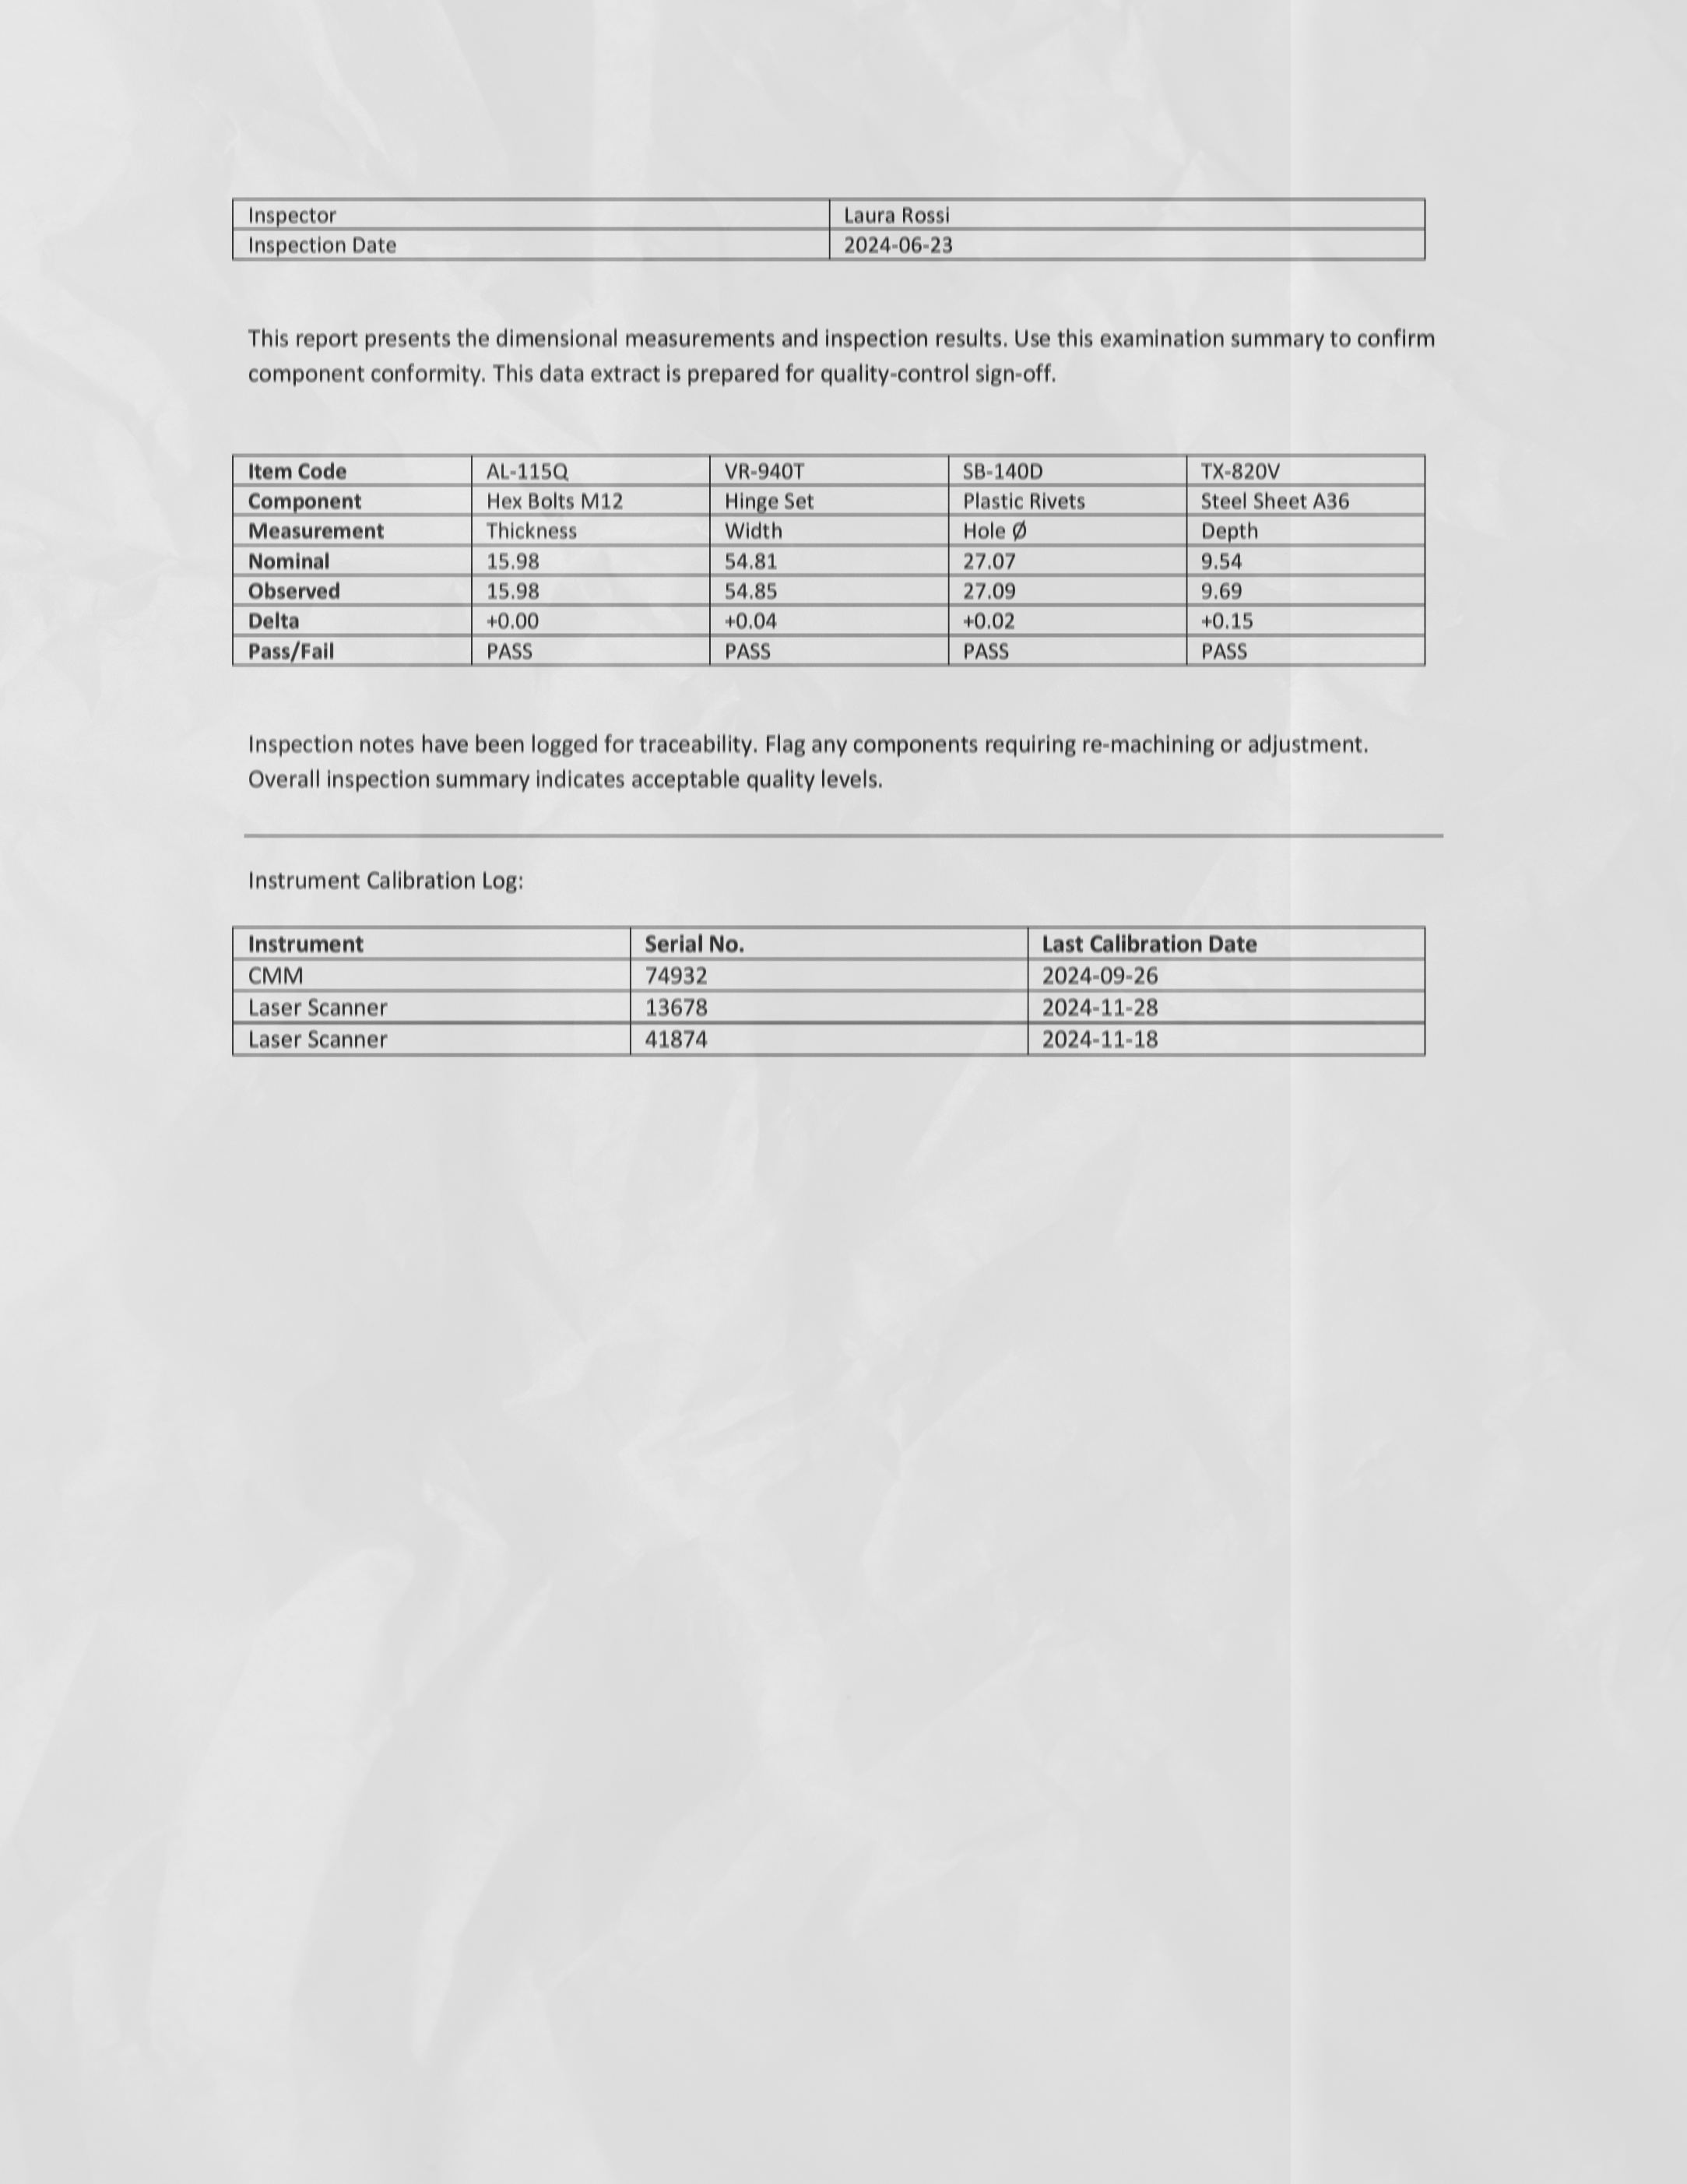 Inspector Laura Rossi
Inspection Date 2024-06-23
This report presents the dimensional measurements and inspection results. Use this examination summary to confirm
component conformity. This data extract is prepared for quality-control sign-off.
Item Code AL-115Q VR-940T SB-140D TX-820V
Component Hex Bolts M12 Hinge Set Plastic Rivets Steel Sheet A36
Measurement Thickness Width Hole Ø Depth
Nominal 15.98 54.81 27.07 9.54
Observed 15.98 54.85 27.09 9.69
Delta +0.00 +0.04 +0.02 +0.15
Pass/Fail PASS PASS PASS PASS
Inspection notes have been logged for traceability. Flag any components requiring re-machining or adjustment.
Overall inspection summary indicates acceptable quality levels.
Instrument Calibration Log:
Instrument Serial No. Last Calibration Date
CMM 74932 2024-09-26
Laser Scanner 13678 2024-11-28
Laser Scanner 41874 2024-11-18